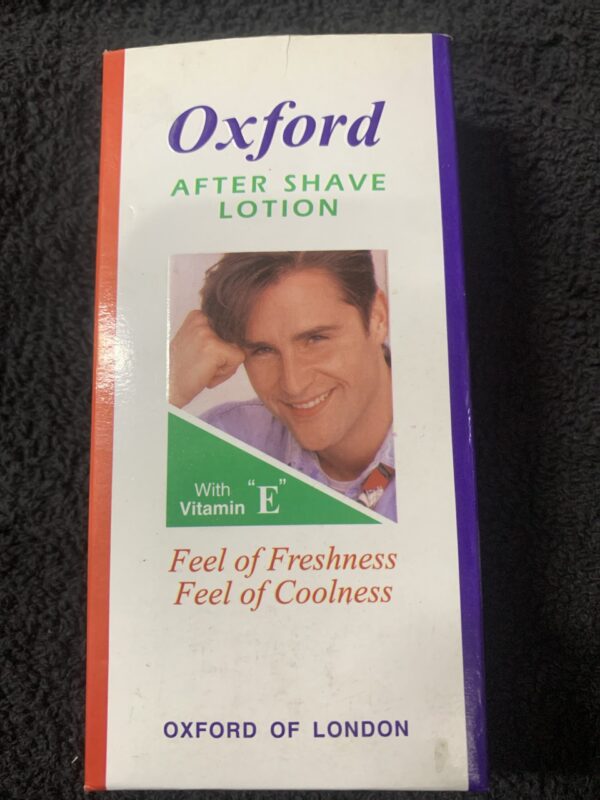 Oxford
AFTER SHAVE
LOTION
With
Vitamin "E"
Feel of Freshness
Feel of Coolness
OXFORD OF LONDON